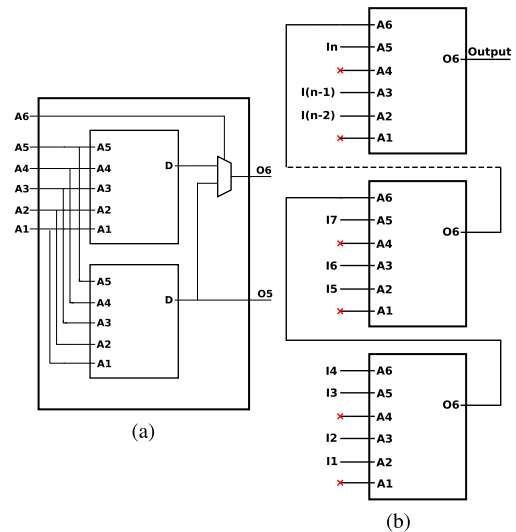 A6
A5
A4
A3
A2
A1
A5
A4
A3
A2
A1
D
O6
A5
A4
A3
A2
A1
D
O5
(a)
A6
In A5
A4
I(n-1) A3
I(n-2) A2
A1
O6 Output
A6
I7 A5
A4
I6 A3
I5 A2
A1
O6
I4 A6
I3 A5
A4
I2 A3
I1 A2
A1
O6
(b)